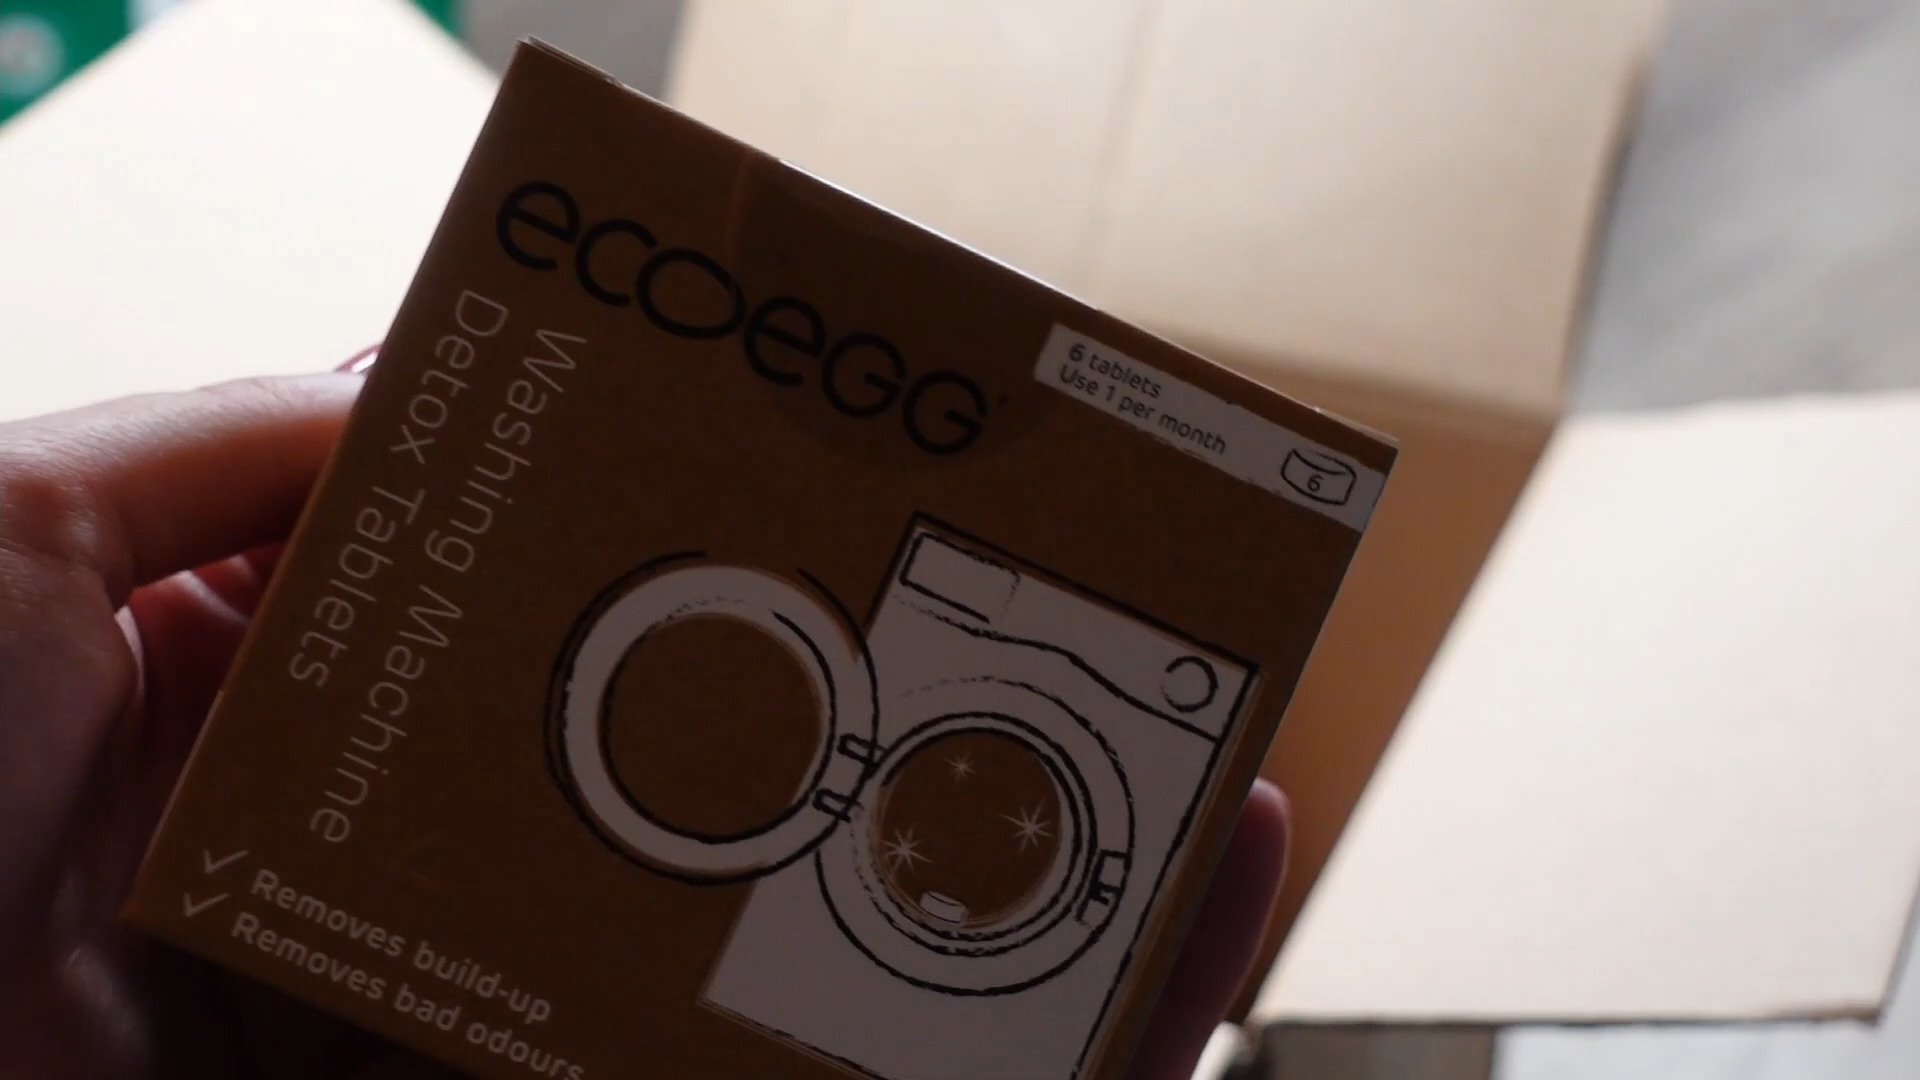 ecoegg
6 tablets
Use 1 per month
6
Washing Machine
Detox Tablets
Removes build-up
Removes bad odours